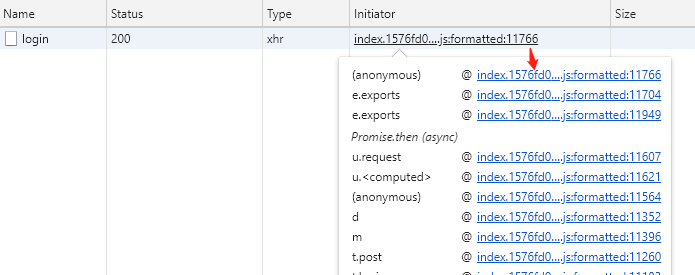 Name Status Type Initiator Size
login 200 xhr index.1576fd0....js:formatted:11766
(anonymous) @ index.1576fd0....js:formatted:11766
e.exports @ index.1576fd0....js:formatted:11704
e.exports @ index.1576fd0....js:formatted:11949
Promise.then (async)
u.request @ index.1576fd0....js:formatted:11607
u.<computed> @ index.1576fd0....js:formatted:11621
(anonymous) @ index.1576fd0....js:formatted:11564
d @ index.1576fd0....js:formatted:11352
m @ index.1576fd0....js:formatted:11396
t.post @ index.1576fd0....js:formatted:11260